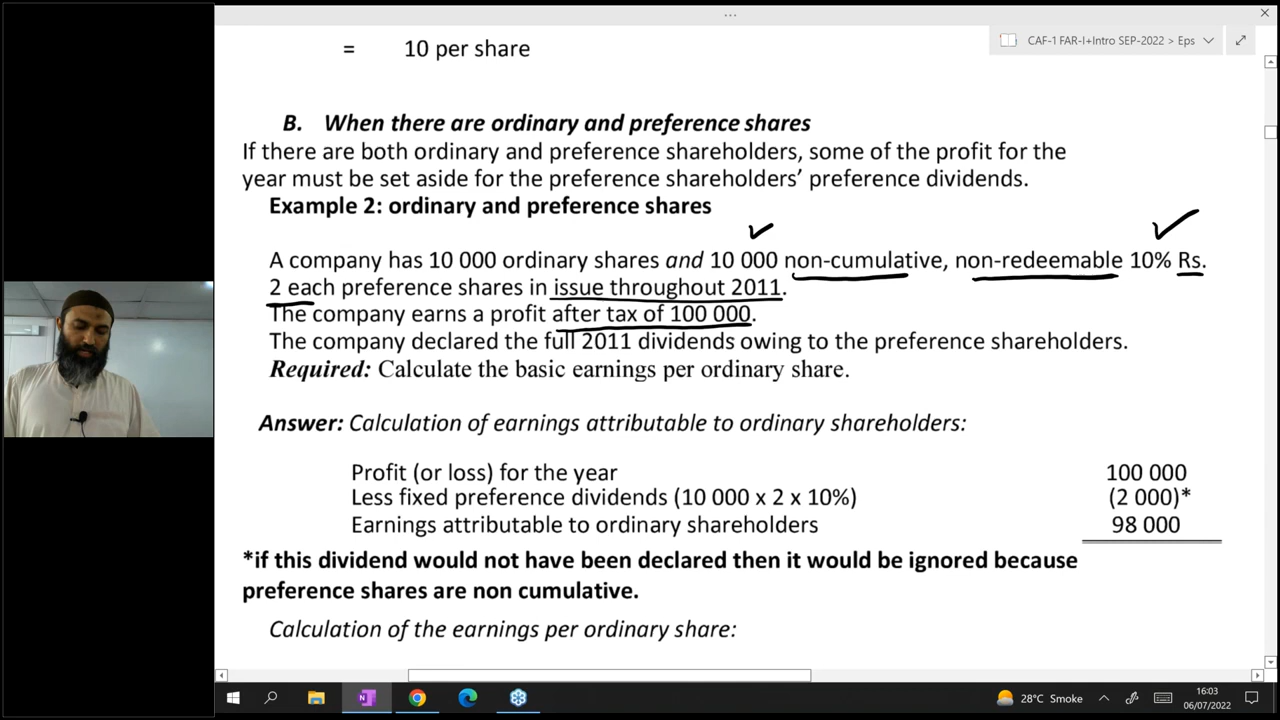 = 10 per share
CAF-1 FAR-I+Intro SEP-2022 > Eps
B. When there are ordinary and preference shares
If there are both ordinary and preference shareholders, some of the profit for the
year must be set aside for the preference shareholders' preference dividends.
Example 2: ordinary and preference shares
A company has 10 000 ordinary shares and 10 000 non-cumulative, non-redeemable 10% Rs.
2 each preference shares in issue throughout 2011.
The company earns a profit after tax of 100 000.
The company declared the full 2011 dividends owing to the preference shareholders.
Required: Calculate the basic earnings per ordinary share.
Answer: Calculation of earnings attributable to ordinary shareholders:
Profit (or loss) for the year 100 000
Less fixed preference dividends (10 000 x 2 x 10%) (2 000)*
Earnings attributable to ordinary shareholders 98 000
*if this dividend would not have been declared then it would be ignored because
preference shares are non cumulative.
Calculation of the earnings per ordinary share:
28°C Smoke
16:03
06/07/2022